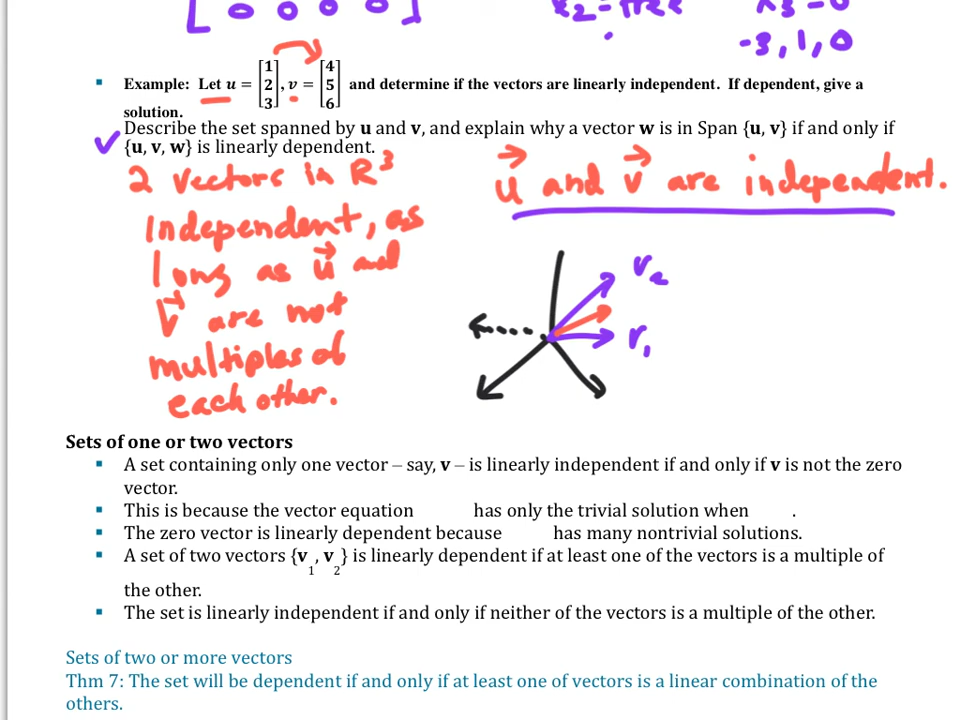 [0 0 0 0] x2 = free x3 = 0
-3, 1, 0
▪ Example: Let u = [1 2 3], v = [4 5 6] and determine if the vectors are linearly independent. If dependent, give a
solution.
Describe the set spanned by u and v, and explain why a vector w is in Span {u, v} if and only if
{u, v, w} is linearly dependent.
2 vectors in R³
Independent, as
long as u⃗ and
v⃗ are not
multiples of
each other.
u⃗ and v⃗ are independent.
v2
v1
Sets of one or two vectors
▪ A set containing only one vector – say, v – is linearly independent if and only if v is not the zero
vector.
▪ This is because the vector equation has only the trivial solution when .
▪ The zero vector is linearly dependent because has many nontrivial solutions.
▪ A set of two vectors {v1, v2} is linearly dependent if at least one of the vectors is a multiple of
the other.
▪ The set is linearly independent if and only if neither of the vectors is a multiple of the other.
Sets of two or more vectors
Thm 7: The set will be dependent if and only if at least one of vectors is a linear combination of the
others.